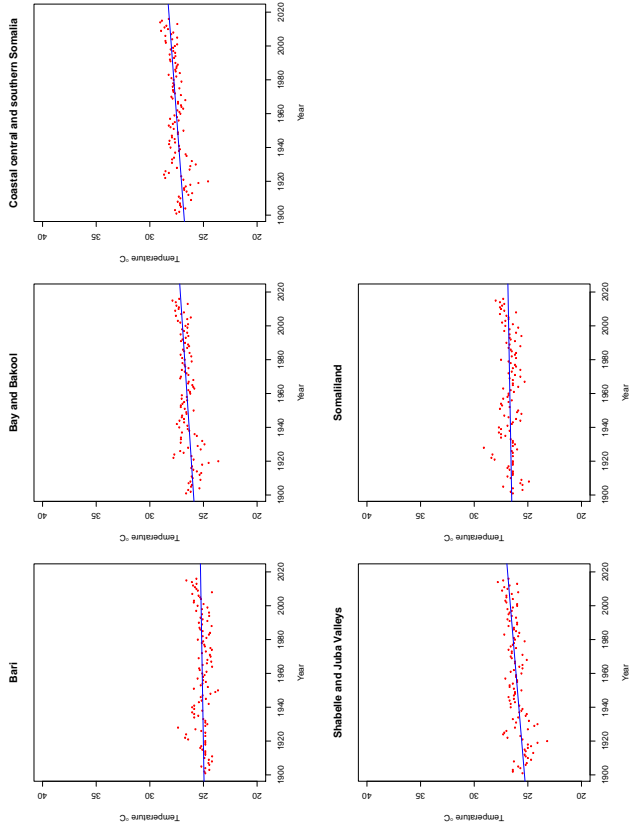 Bari
Temperature °C
40
35
30
25
20
1900 1920 1940 1960 1980 2000 2020
Year
Bay and Bakool
Temperature °C
40
35
30
25
20
1900 1920 1940 1960 1980 2000 2020
Year
Coastal central and southern Somalia
Temperature °C
40
35
30
25
20
1900 1920 1940 1960 1980 2000 2020
Year
Shabelle and Juba Valleys
Temperature °C
40
35
30
25
20
1900 1920 1940 1960 1980 2000 2020
Year
Somaliland
Temperature °C
40
35
30
25
20
1900 1920 1940 1960 1980 2000 2020
Year